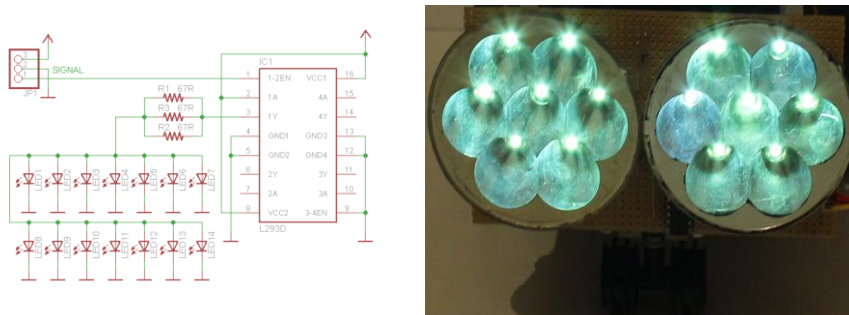 IC1
SIGNAL
JP1
3
2
1
R1 67R
R3 67R
R2 67R
1 1-2EN VCC1 16
2 1A 4A 15
3 1Y 4Y 14
4 GND1 GND3 13
5 GND2 GND4 12
6 2Y 3Y 11
7 2A 3A 10
8 VCC2 3-4EN 9
L293D
LED1 LED2 LED3 LED4 LED5 LED6 LED7
LED8 LED9 LED10 LED11 LED12 LED13 LED14